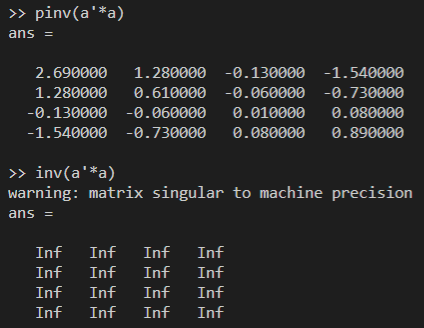 >> pinv(a'*a)
ans =
2.690000 1.280000 -0.130000 -1.540000
1.280000 0.610000 -0.060000 -0.730000
-0.130000 -0.060000 0.010000 0.080000
-1.540000 -0.730000 0.080000 0.890000
>> inv(a'*a)
warning: matrix singular to machine precision
ans =
Inf Inf Inf Inf
Inf Inf Inf Inf
Inf Inf Inf Inf
Inf Inf Inf Inf